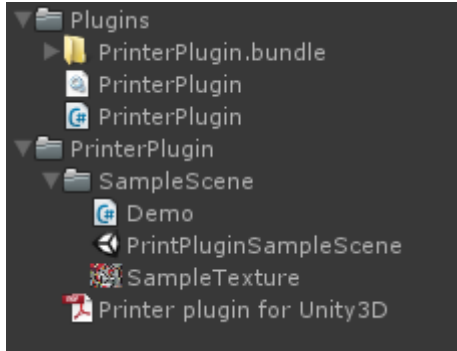 Plugins
PrinterPlugin.bundle
PrinterPlugin
PrinterPlugin
PrinterPlugin
SampleScene
Demo
PrintPluginSampleScene
SampleTexture
Printer plugin for Unity3D